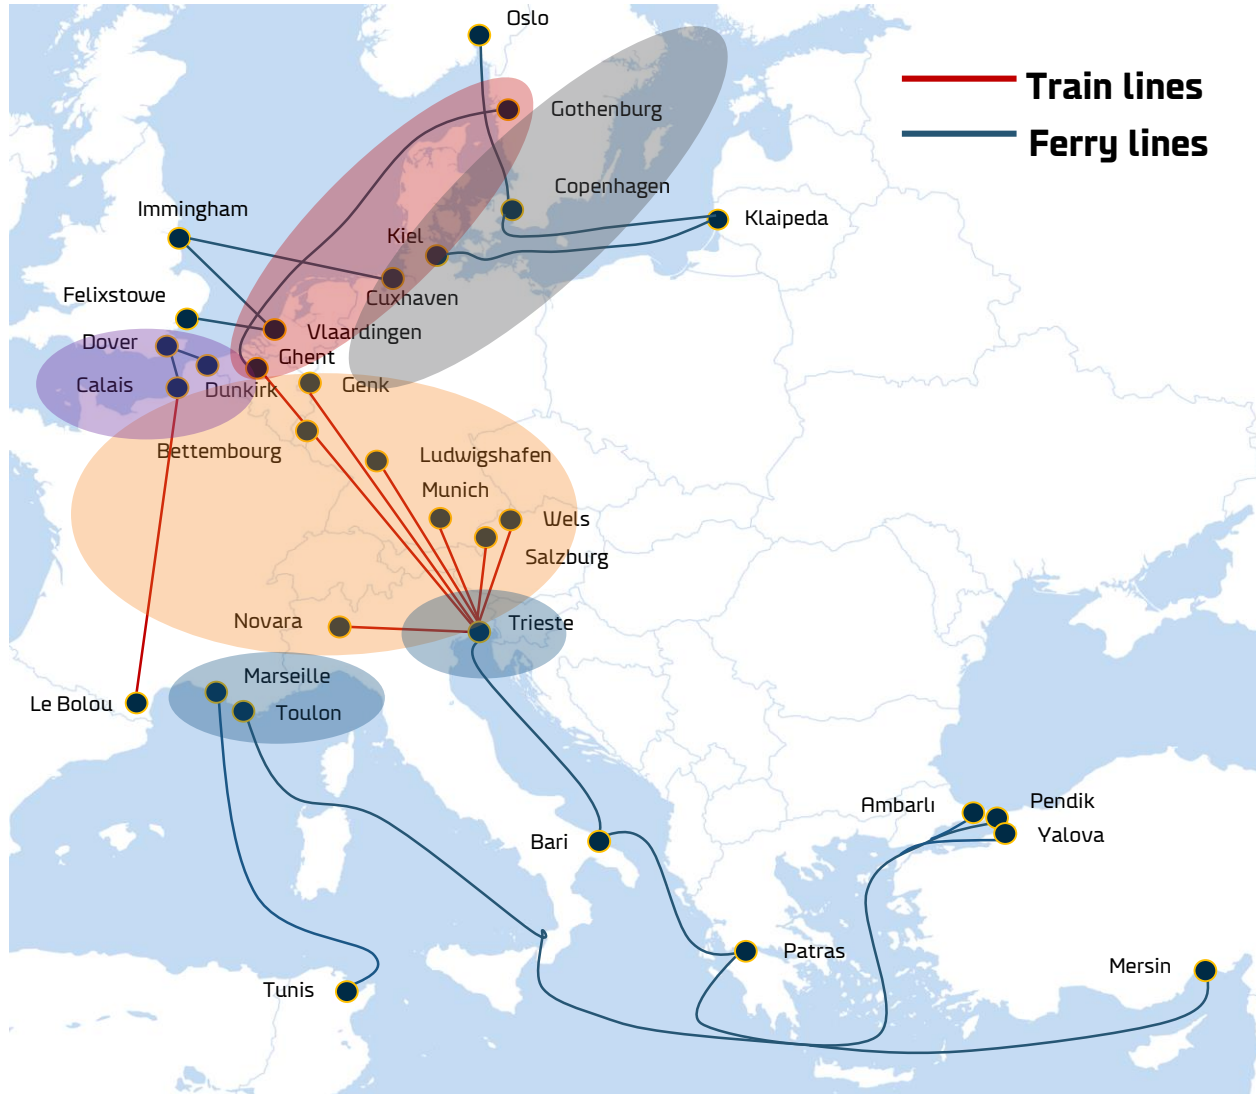 Oslo
Train lines
Gothenburg
Ferry lines
Copenhagen
Immingham
Klaipeda
Kiel
Felixstowe
Cuxhaven
Vlaardingen
Dover
Ghent
Calais
Dunkirk
Genk
Bettembourg
Ludwigshafen
Munich
Wels
Salzburg
Novara
Trieste
Marseille
Le Bolou
Toulon
Ambarlı
Pendik
Yalova
Bari
Patras
Mersin
Tunis